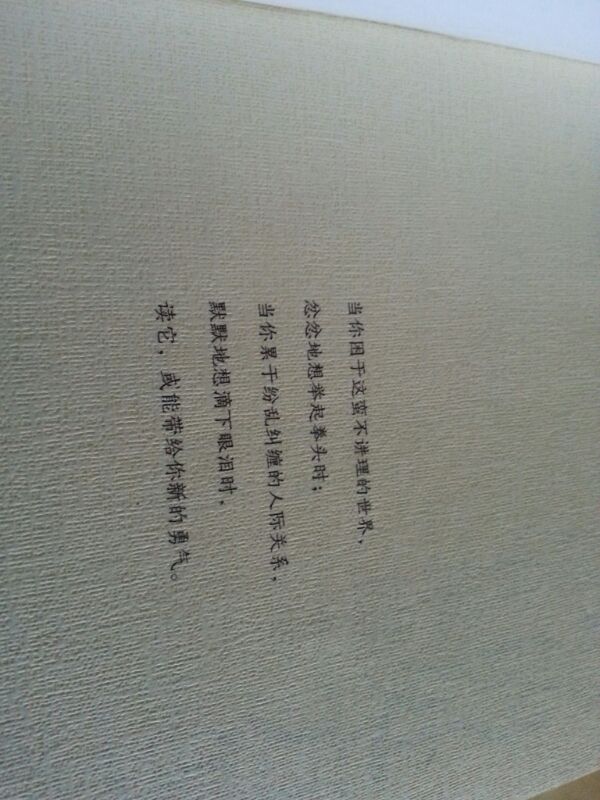 当你困于这蛮不讲理的世界，
忿忿地想举起拳头时；
当你累于纷乱纠缠的人际关系，
默默地想滴下眼泪时，
读它，或能带给你新的勇气。